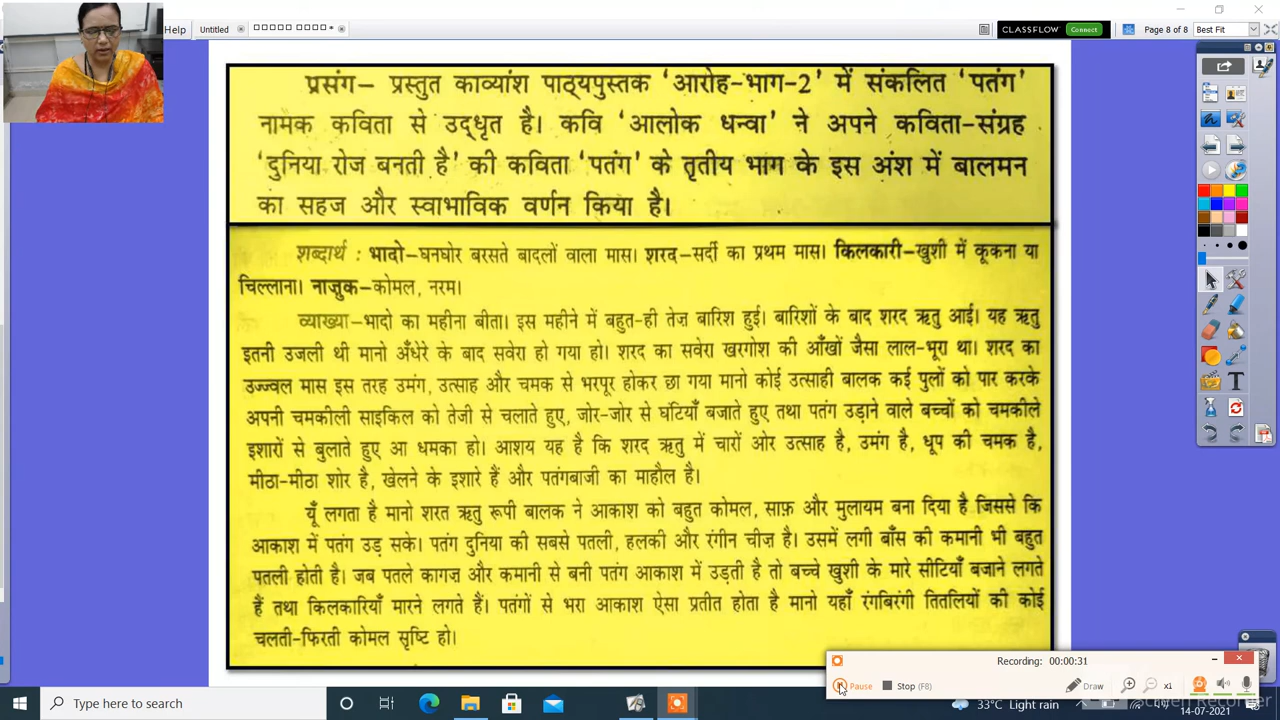 Help
Untitled
CLASSFLOW
Connect
Page 8 of 8
Best Fit
प्रसंग– प्रस्तुत काव्यांश पाठ्यपुस्तक ‘आरोह-भाग-2’ में संकलित ‘पतंग’
नामक कविता से उद्धृत है। कवि ‘आलोक धन्वा’ ने अपने कविता-संग्रह
‘दुनिया रोज बनती है’ की कविता ‘पतंग’ के तृतीय भाग के इस अंश में बालमन
का सहज और स्वाभाविक वर्णन किया है।
शब्दार्थ : भादो–घनघोर बरसते बादलों वाला मास। शरद–सर्दी का प्रथम मास। किलकारी–खुशी में कूकना या
चिल्लाना। नाज़ुक–कोमल, नरम।
व्याख्या–भादो का महीना बीता। इस महीने में बहुत-ही तेज बारिश हुई। बारिशों के बाद शरद ऋतु आई। यह ऋतु
इतनी उजली थी मानो अँधेरे के बाद सवेरा हो गया हो। शरद का सवेरा खरगोश की आँखों जैसा लाल-भूरा था। शरद का
उज्ज्वल मास इस तरह उमंग, उत्साह और चमक से भरपूर होकर छा गया मानो कोई उत्साही बालक कई पुलों को पार करके
अपनी चमकीली साइकिल को तेजी से चलाते हुए, जोर-जोर से घंटियाँ बजाते हुए तथा पतंग उड़ाने वाले बच्चों को चमकीले
इशारों से बुलाते हुए आ धमका हो। आशय यह है कि शरद ऋतु में चारों ओर उत्साह है, उमंग है, धूप की चमक है,
मीठा-मीठा शोर है, खेलने के इशारे हैं और पतंगबाजी का माहौल है।
यूँ लगता है मानो शरत ऋतु रूपी बालक ने आकाश को बहुत कोमल, साफ़ और मुलायम बना दिया है जिससे कि
आकाश में पतंग उड़ सके। पतंग दुनिया की सबसे पतली, हलकी और रंगीन चीज़ है। उसमें लगी बाँस की कमानी भी बहुत
पतली होती है। जब पतले कागज़ और कमानी से बनी पतंग आकाश में उड़ती है तो बच्चे खुशी के मारे सीटियाँ बजाने लगते
हैं तथा किलकारियाँ मारने लगते हैं। पतंगों से भरा आकाश ऐसा प्रतीत होता है मानो यहाँ रंगबिरंगी तितलियों की कोई
चलती-फिरती कोमल सृष्टि हो।
Recording: 00:00:31
Pause
Stop (F8)
Draw
x1
Type here to search
33°C Light rain
14-07-2021